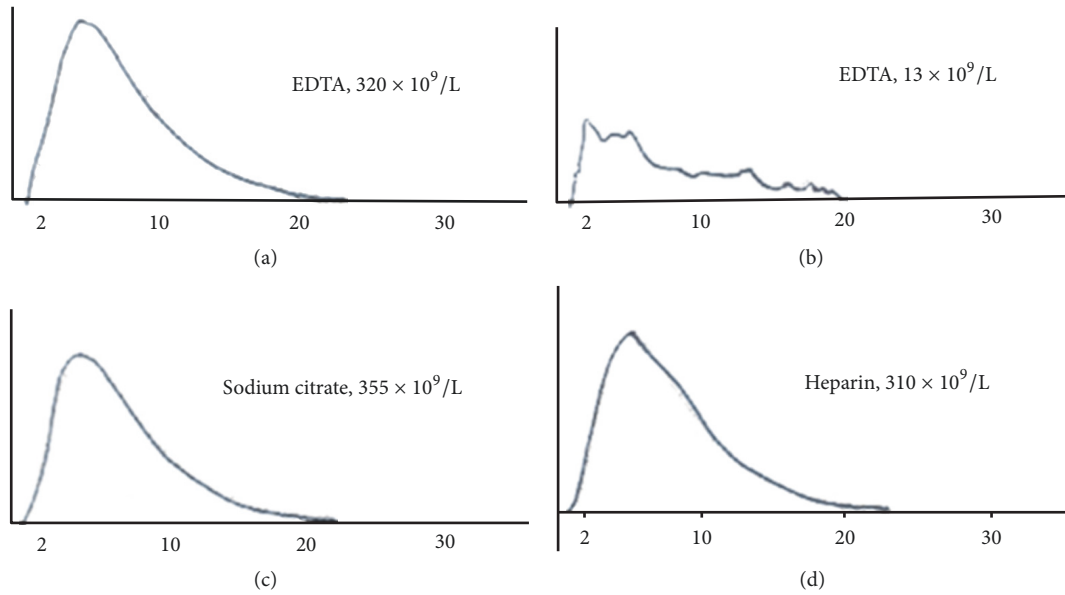 EDTA, 320 × 10⁹/L
2 10 20 30
(a)
EDTA, 13 × 10⁹/L
2 10 20 30
(b)
Sodium citrate, 355 × 10⁹/L
2 10 20 30
(c)
Heparin, 310 × 10⁹/L
2 10 20 30
(d)